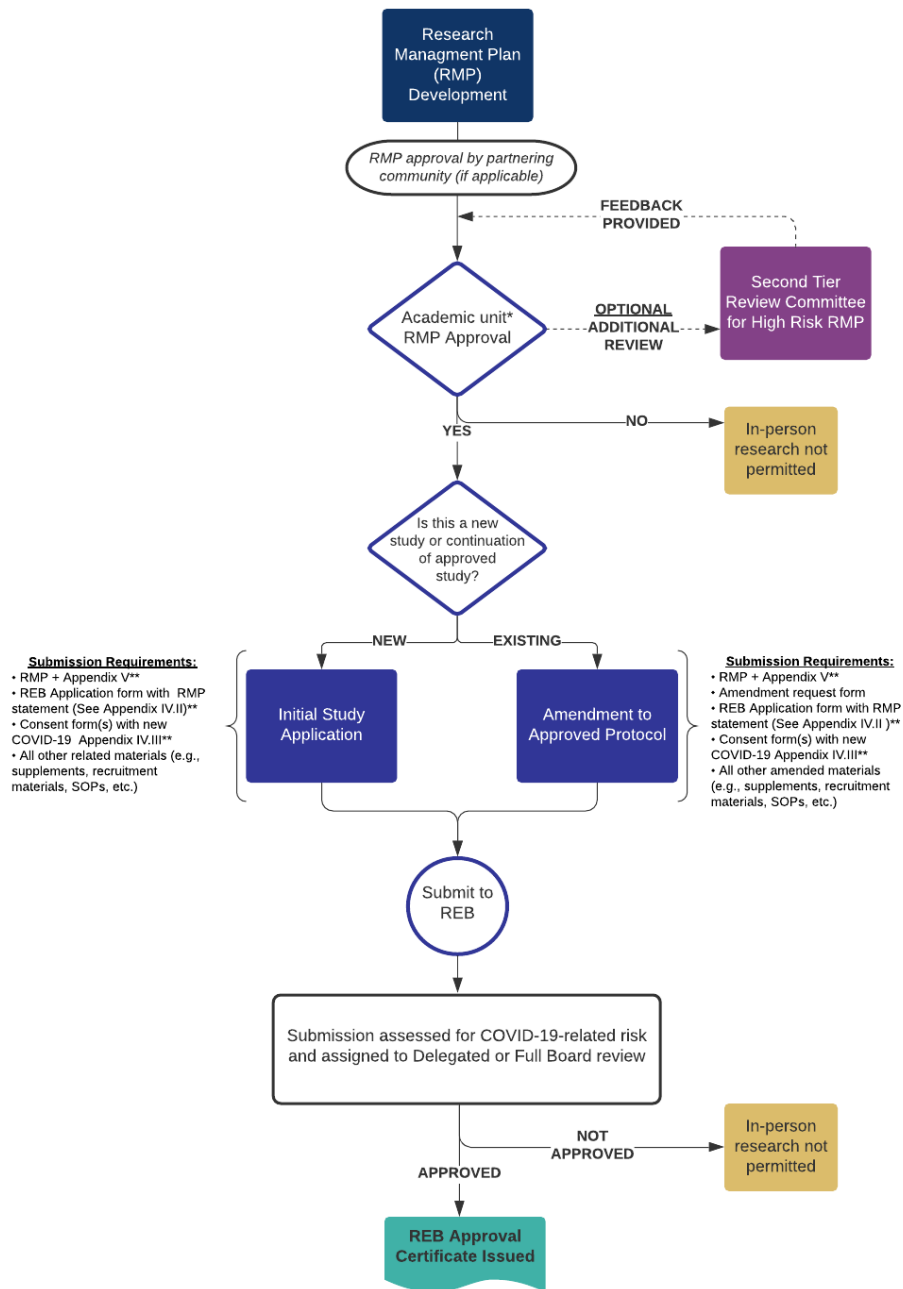 Research
Managment Plan
(RMP)
Development
RMP approval by partnering
community (if applicable)
FEEDBACK
PROVIDED
Second Tier
Review Committee
for High Risk RMP
Academic unit*
RMP Approval
OPTIONAL
ADDITIONAL
REVIEW
YES
NO
In-person
research not
permitted
Is this a new
study or continuation
of approved
study?
NEW
EXISTING
Submission Requirements:
• RMP + Appendix V**
• REB Application form with RMP
statement (See Appendix IV.II)**
• Consent form(s) with new
COVID-19 Appendix IV.III**
• All other related materials (e.g.,
supplements, recruitment
materials, SOPs, etc.)
Initial Study
Application
Amendment to
Approved Protocol
Submission Requirements:
• RMP + Appendix V**
• Amendment request form
• REB Application form with RMP
statement (See Appendix IV.II )**
• Consent form(s) with new
COVID-19 Appendix IV.III**
• All other amended materials
(e.g., supplements, recruitment
materials, SOPs, etc.)
Submit to
REB
Submission assessed for COVID-19-related risk
and assigned to Delegated or Full Board review
NOT
APPROVED
In-person
research not
permitted
APPROVED
REB Approval
Certificate Issued